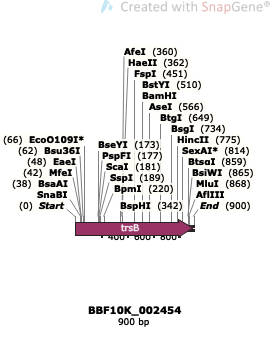 Created with SnapGene®
AfeI (360)
HaeII (362)
FspI (451)
BstYI (510)
BamHI
AseI (566)
BtgI (649)
BsgI (734)
HincII (775)
SexAI* (814)
BtsαI (859)
BsiWI (865)
MluI (868)
AflIII
End (900)
(66) EcoO109I*
(62) Bsu36I
(48) EaeI
(42) MfeI
(38) BsaAI
SnaBI
(0) Start
BseYI (173)
PspFI (177)
ScaI (181)
SspI (189)
BpmI (220)
BspHI (342)
trsB
400 600 800
BBF10K_002454
900 bp